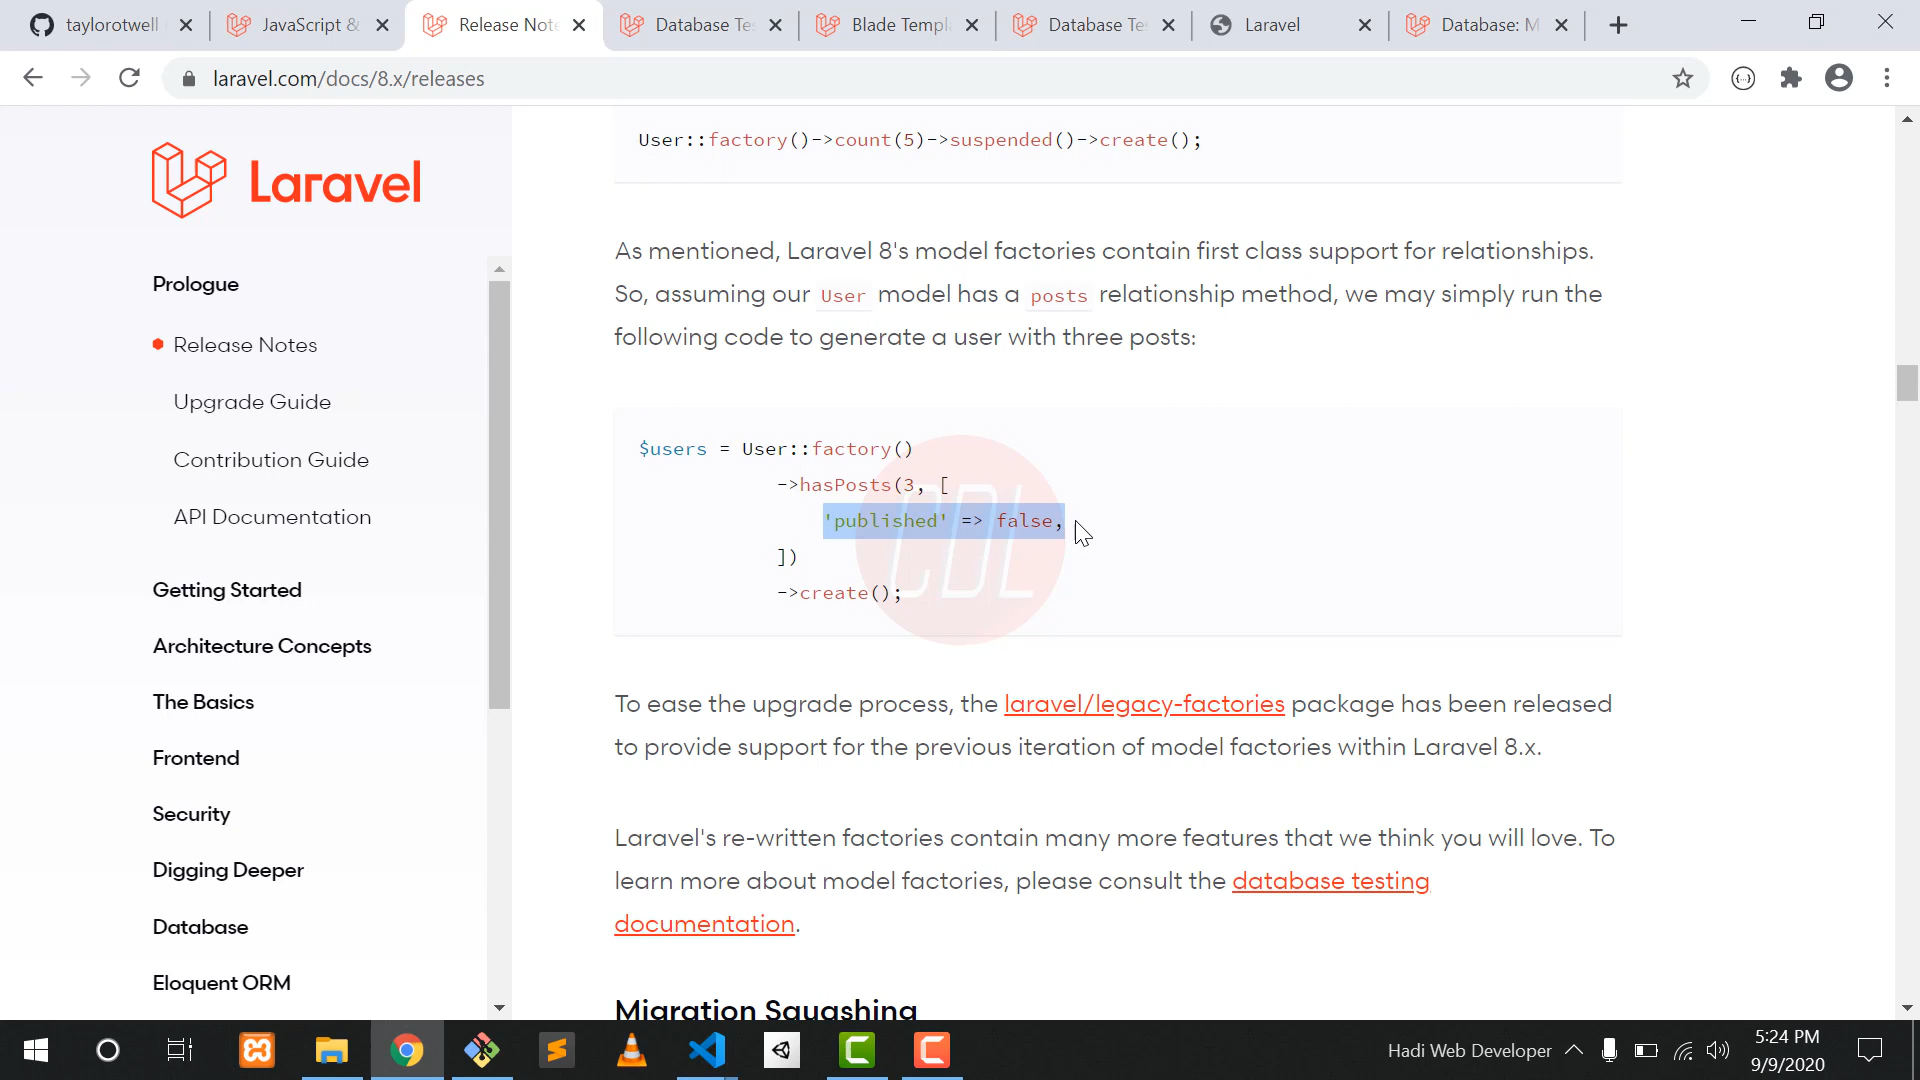 taylorotwell
JavaScript &
Release Note
Database Tes
Blade Templ
Database Tes
Laravel
Database: M
laravel.com/docs/8.x/releases
Laravel
Prologue
Release Notes
Upgrade Guide
Contribution Guide
API Documentation
Getting Started
Architecture Concepts
The Basics
Frontend
Security
Digging Deeper
Database
Eloquent ORM
User::factory()->count(5)->suspended()->create();
As mentioned, Laravel 8's model factories contain first class support for relationships.
So, assuming our User model has a posts relationship method, we may simply run the
following code to generate a user with three posts:
$users = User::factory()
->hasPosts(3, [
'published' => false,
])
->create();
CDL
To ease the upgrade process, the laravel/legacy-factories package has been released
to provide support for the previous iteration of model factories within Laravel 8.x.
Laravel's re-written factories contain many more features that we think you will love. To
learn more about model factories, please consult the database testing
documentation.
Migration Squashing
Hadi Web Developer
5:24 PM
9/9/2020